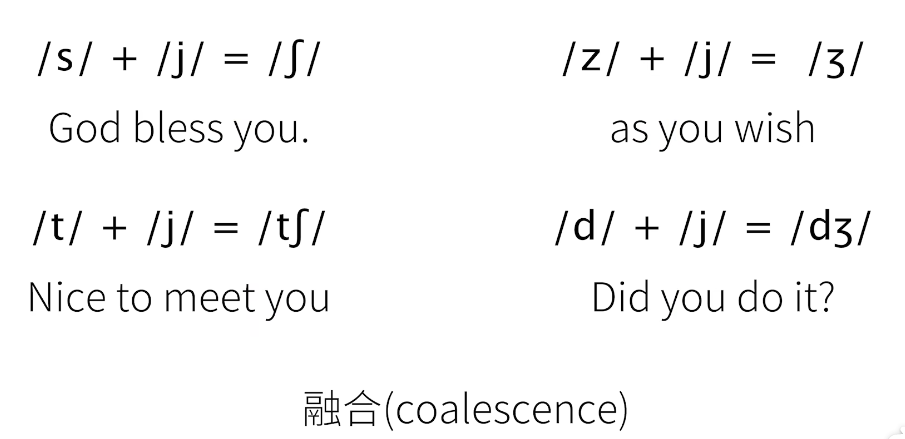 /s/ + /j/ = /ʃ/
God bless you.
/z/ + /j/ = /ʒ/
as you wish
/t/ + /j/ = /tʃ/
Nice to meet you
/d/ + /j/ = /dʒ/
Did you do it?
融合(coalescence)